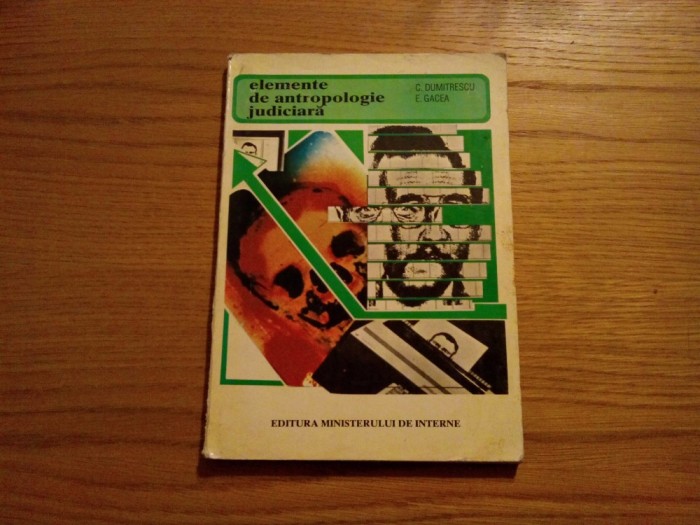 elemente
de antropologie
judiciară
C. DUMITRESCU
E. GACEA
EDITURA MINISTERULUI DE INTERNE